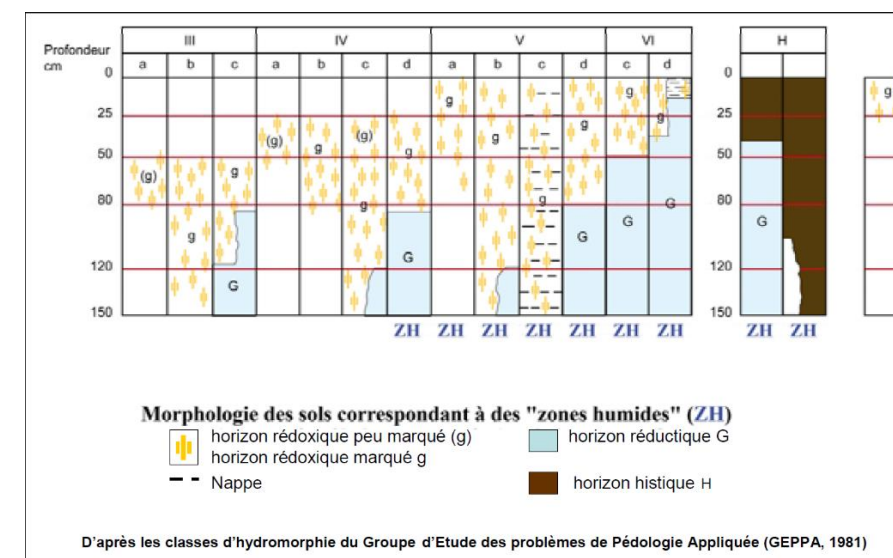 III IV V VI H
Profondeur
cm
a b c a b c d a b c d c d
0 0
25 25
50 50
80 80
120 120
150 150
(g) g g (g) g (g) g g g g g g g g
g g G G G G G G
ZH ZH ZH ZH ZH ZH ZH ZH ZH
Morphologie des sols correspondant à des "zones humides" (ZH)
horizon rédoxique peu marqué (g)
horizon rédoxique marqué g
Nappe
horizon réductique G
horizon histique H
D'après les classes d'hydromorphie du Groupe d'Etude des problèmes de Pédologie Appliquée (GEPPA, 1981)